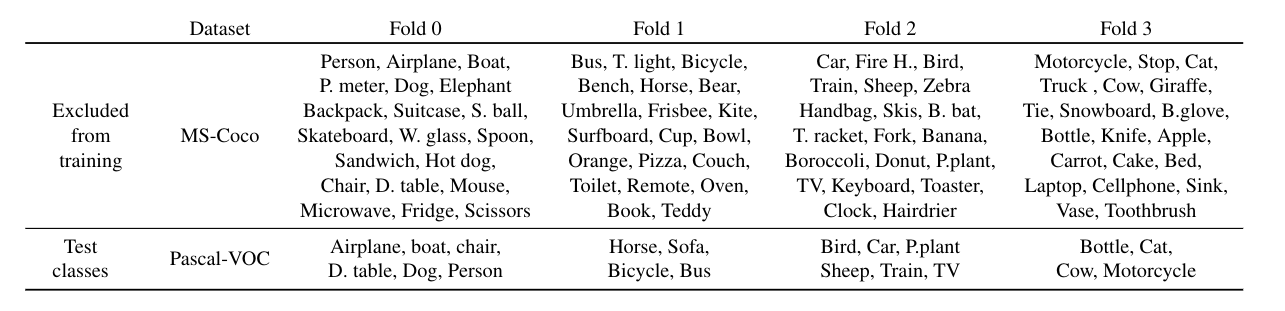 Dataset Fold 0 Fold 1 Fold 2 Fold 3
Person, Airplane, Boat, Bus, T. light, Bicycle, Car, Fire H., Bird, Motorcycle, Stop, Cat,
P. meter, Dog, Elephant Bench, Horse, Bear, Train, Sheep, Zebra Truck , Cow, Giraffe,
Excluded Backpack, Suitcase, S. ball, Umbrella, Frisbee, Kite, Handbag, Skis, B. bat, Tie, Snowboard, B.glove,
from MS-Coco Skateboard, W. glass, Spoon, Surfboard, Cup, Bowl, T. racket, Fork, Banana, Bottle, Knife, Apple,
training Sandwich, Hot dog, Orange, Pizza, Couch, Boroccoli, Donut, P.plant, Carrot, Cake, Bed,
Chair, D. table, Mouse, Toilet, Remote, Oven, TV, Keyboard, Toaster, Laptop, Cellphone, Sink,
Microwave, Fridge, Scissors Book, Teddy Clock, Hairdrier Vase, Toothbrush
Test Pascal-VOC Airplane, boat, chair, Horse, Sofa, Bird, Car, P.plant Bottle, Cat,
classes D. table, Dog, Person Bicycle, Bus Sheep, Train, TV Cow, Motorcycle